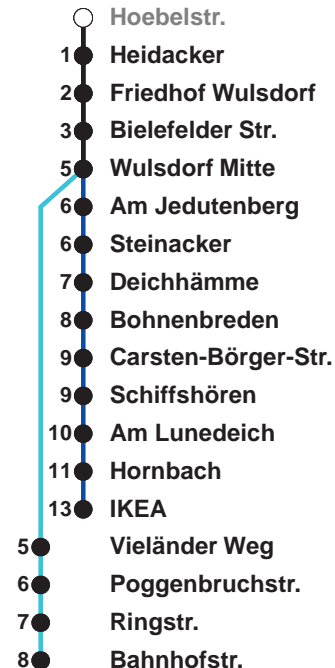 Hoebelstr.
1 Heidacker
2 Friedhof Wulsdorf
3 Bielefelder Str.
5 Wulsdorf Mitte
6 Am Jedutenberg
6 Steinacker
7 Deichhämme
8 Bohnenbreden
9 Carsten-Börger-Str.
9 Schiffshören
10 Am Lunedeich
11 Hornbach
13 IKEA
5 Vieländer Weg
6 Poggenbruchstr.
7 Ringstr.
8 Bahnhofstr.